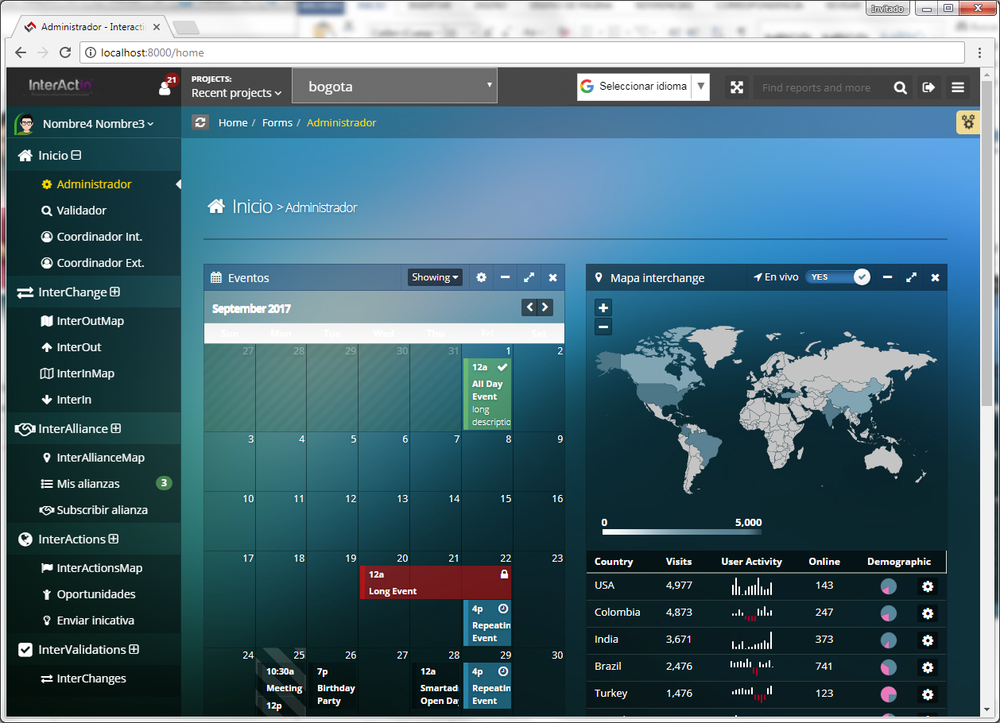 Invitado
Administrador - Interacti
localhost:8000/home
InterActin
21
PROJECTS:
Recent projects
bogota
Seleccionar idioma
Find reports and more
Nombre4 Nombre3
Home / Forms / Administrador
Inicio
Administrador
Validador
Coordinador Int.
Coordinador Ext.
InterChange
InterOutMap
InterOut
InterInMap
InterIn
InterAlliance
InterAllianceMap
Mis alianzas 3
Subscribir alianza
InterActions
InterActionsMap
Oportunidades
Enviar inicativa
InterValidations
InterChanges
Inicio > Administrador
Eventos
Showing
September 2017
Sun Mon Tue Wed Thu Fri Sat
27 28 29 30 31 1 2
12a
All Day
Event
long
descriptio
3 4 5 6 7 8 9
10 11 12 13 14 15 16
17 18 19 20 21 22 23
12a
Long Event
4p
Repeatin
Event
24 25 26 27 28 29 30
10:30a
Meeting
12p
7p
Birthday
Party
12a
Smartad
Open Da
4p
Repeatin
Event
Mapa interchange
En vivo
YES
+
−
0 5,000
Country Visits User Activity Online Demographic
USA 4,977 143
Colombia 4,873 247
India 3,671 373
Brazil 2,476 741
Turkey 1,476 123